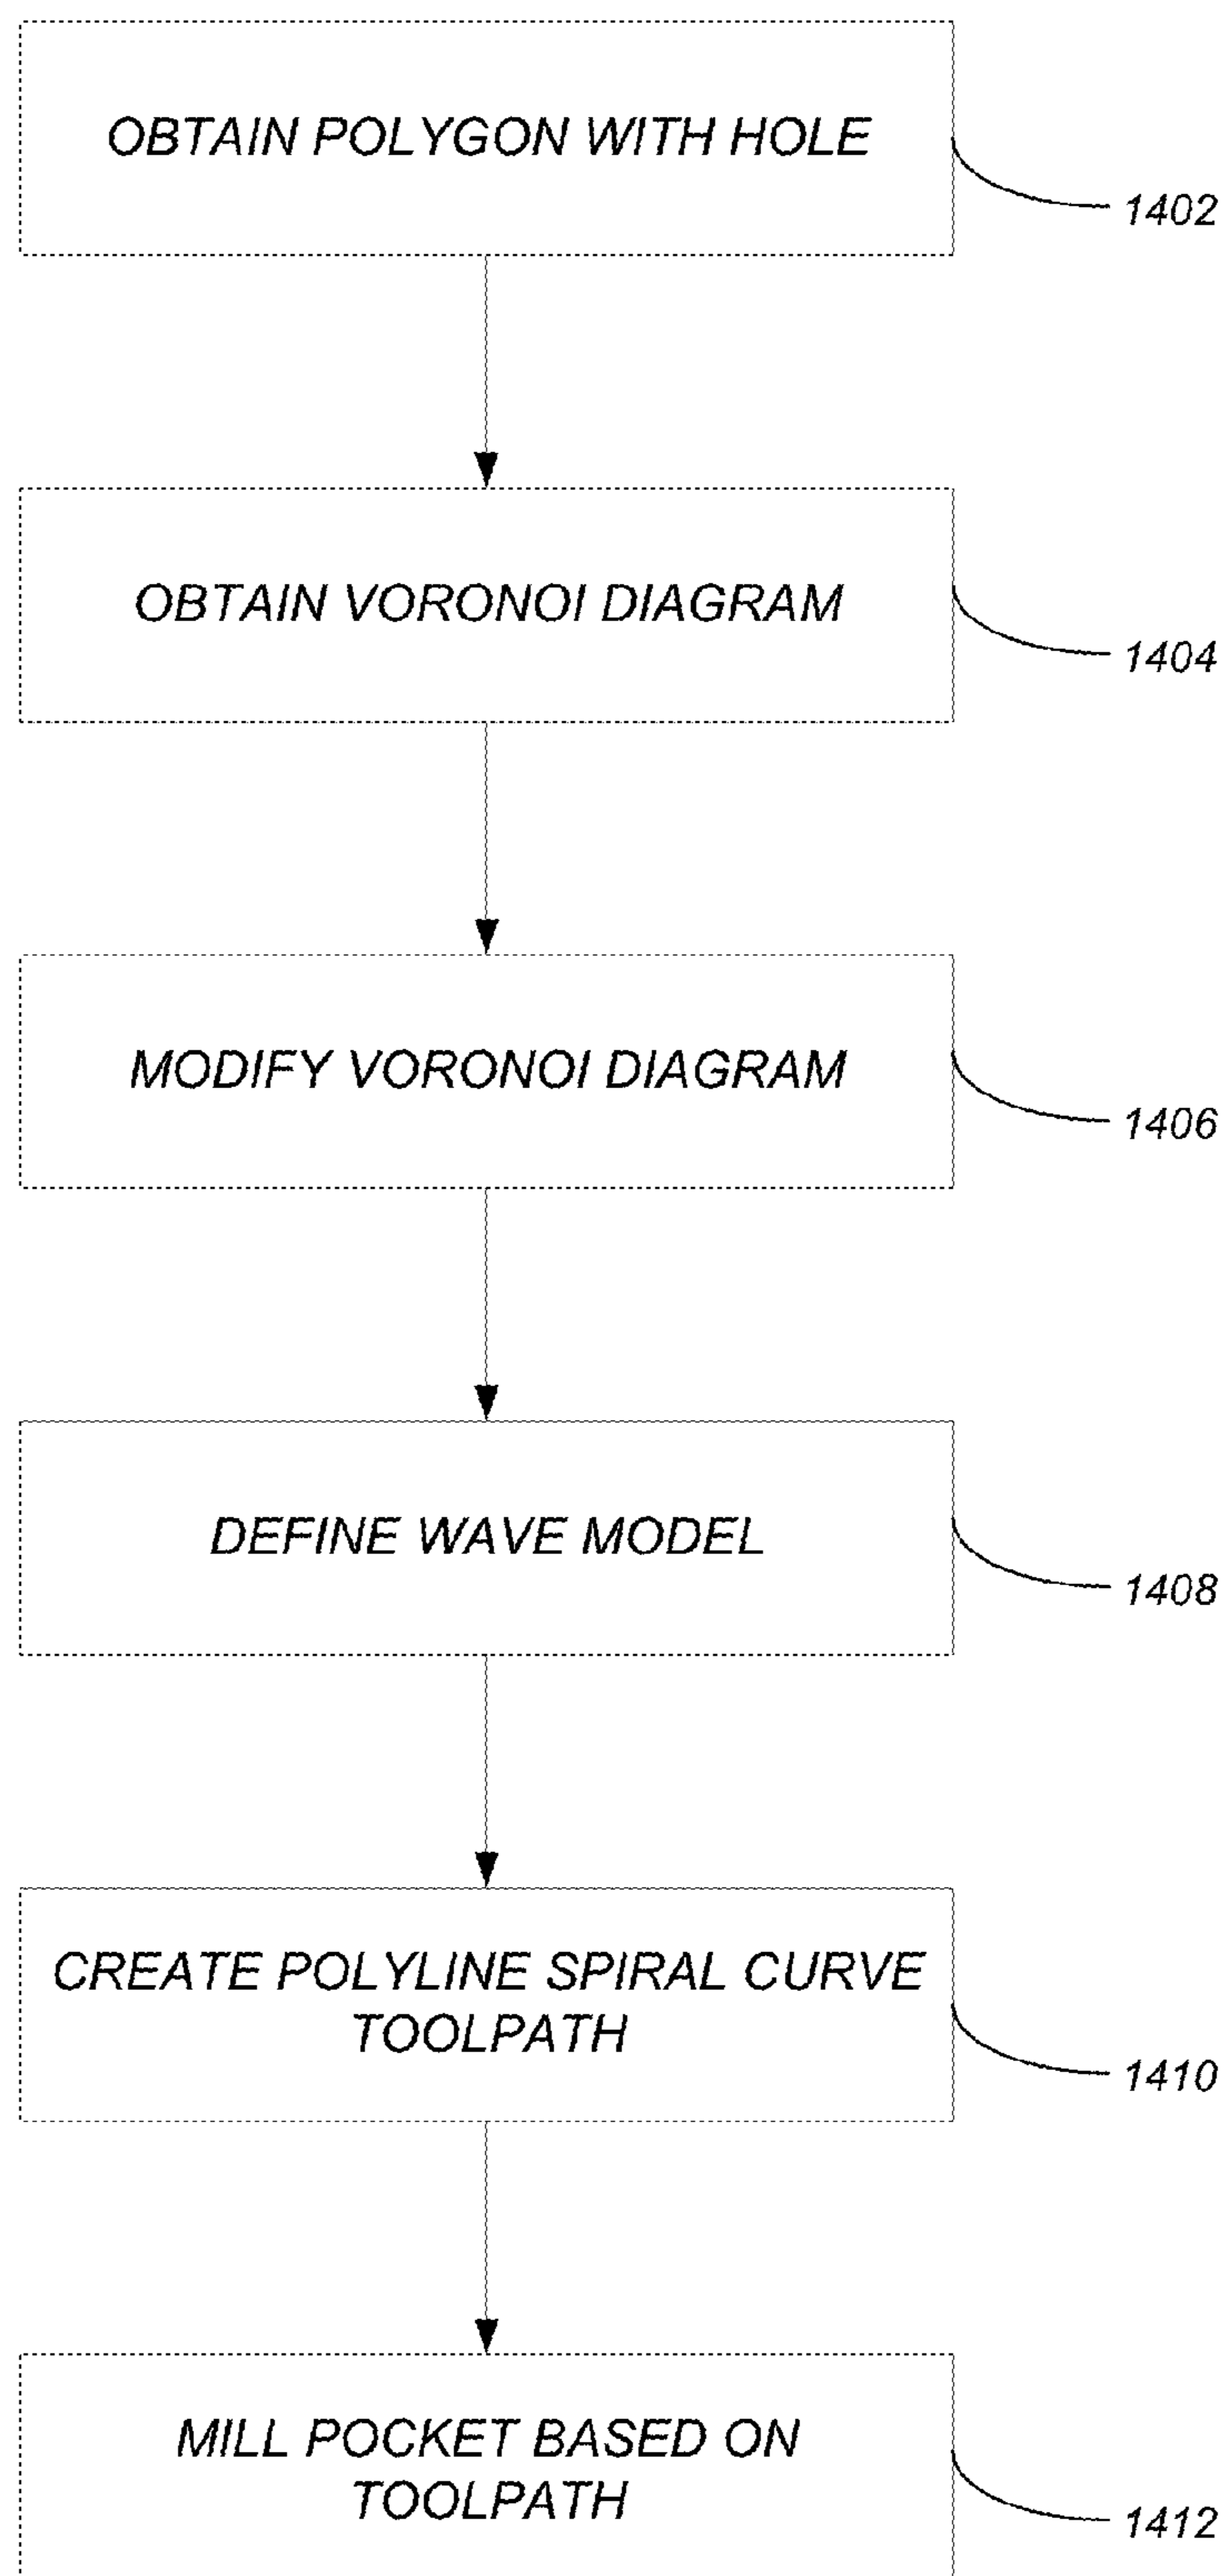 OBTAIN POLYGON WITH HOLE
1402
OBTAIN VORONOI DIAGRAM
1404
MODIFY VORONOI DIAGRAM
1406
DEFINE WAVE MODEL
1408
CREATE POLYLINE SPIRAL CURVE
TOOLPATH
1410
MILL POCKET BASED ON
TOOLPATH
1412